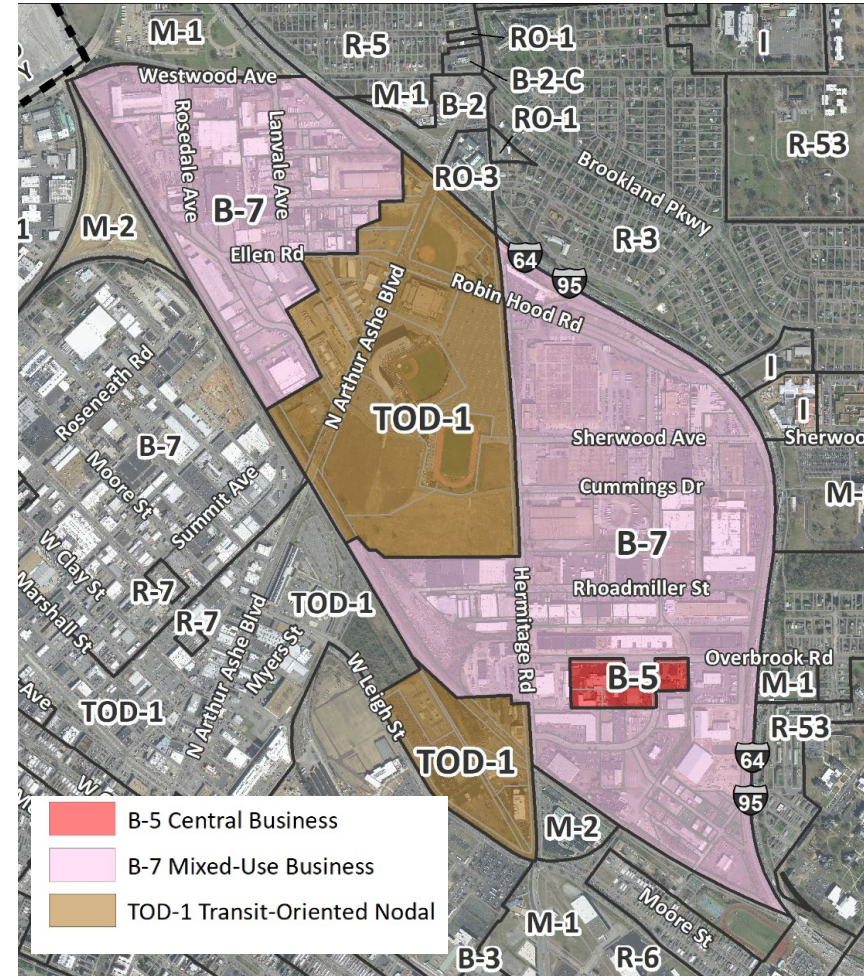 M-1
R-5
RO-1
I
B-2-C
Westwood Ave
M-1
B-2
RO-1
Rosedale Ave
Lanvale Ave
R-53
RO-3
Brookland Pkwy
B-7
M-2
1
R-3
Ellen Rd
64
95
Robin Hood Rd
N Arthur Ashe Blvd
Roseneath Rd
I
I
TOD-1
B-7
Sherwood Ave
Sherwoo
Moore St
Summit Ave
Cummings Dr
M-
W Clay St
B-7
Marshall St
R-7
Rhoadmiller St
Hermitage Rd
TOD-1
R-7
N Arthur Ashe Blvd
Myers St
Overbrook Rd
B-5
M-1
W Leigh St
Ave
TOD-1
R-53
TOD-1
64
95
B-5 Central Business
M-2
B-7 Mixed-Use Business
TOD-1 Transit-Oriented Nodal
Moore St
M-1
B-3
R-6